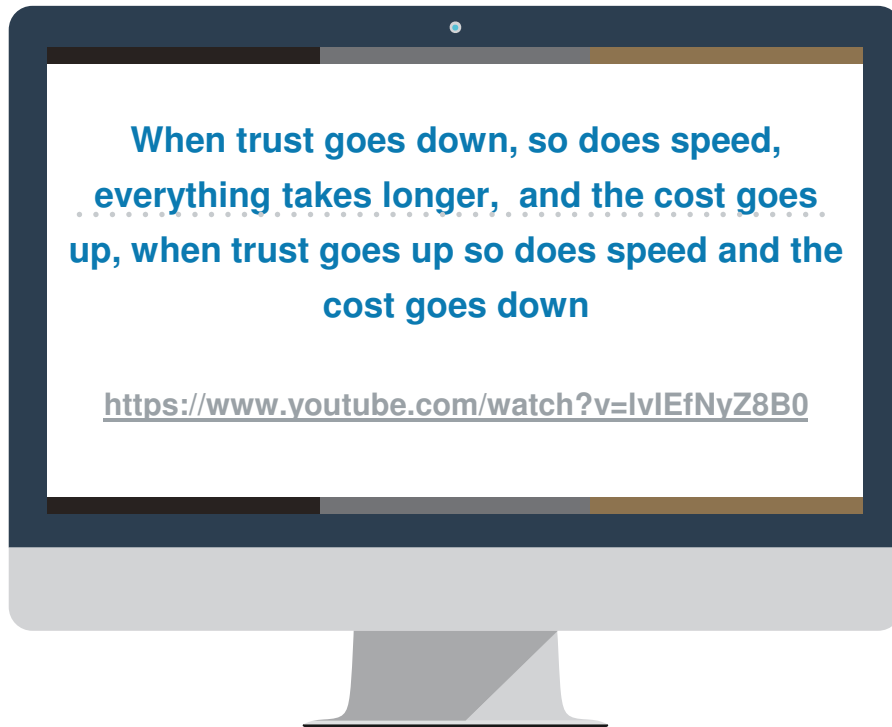 When trust goes down, so does speed,
everything takes longer,  and the cost goes
up, when trust goes up so does speed and the
cost goes down
https://www.youtube.com/watch?v=lvIEfNyZ8B0